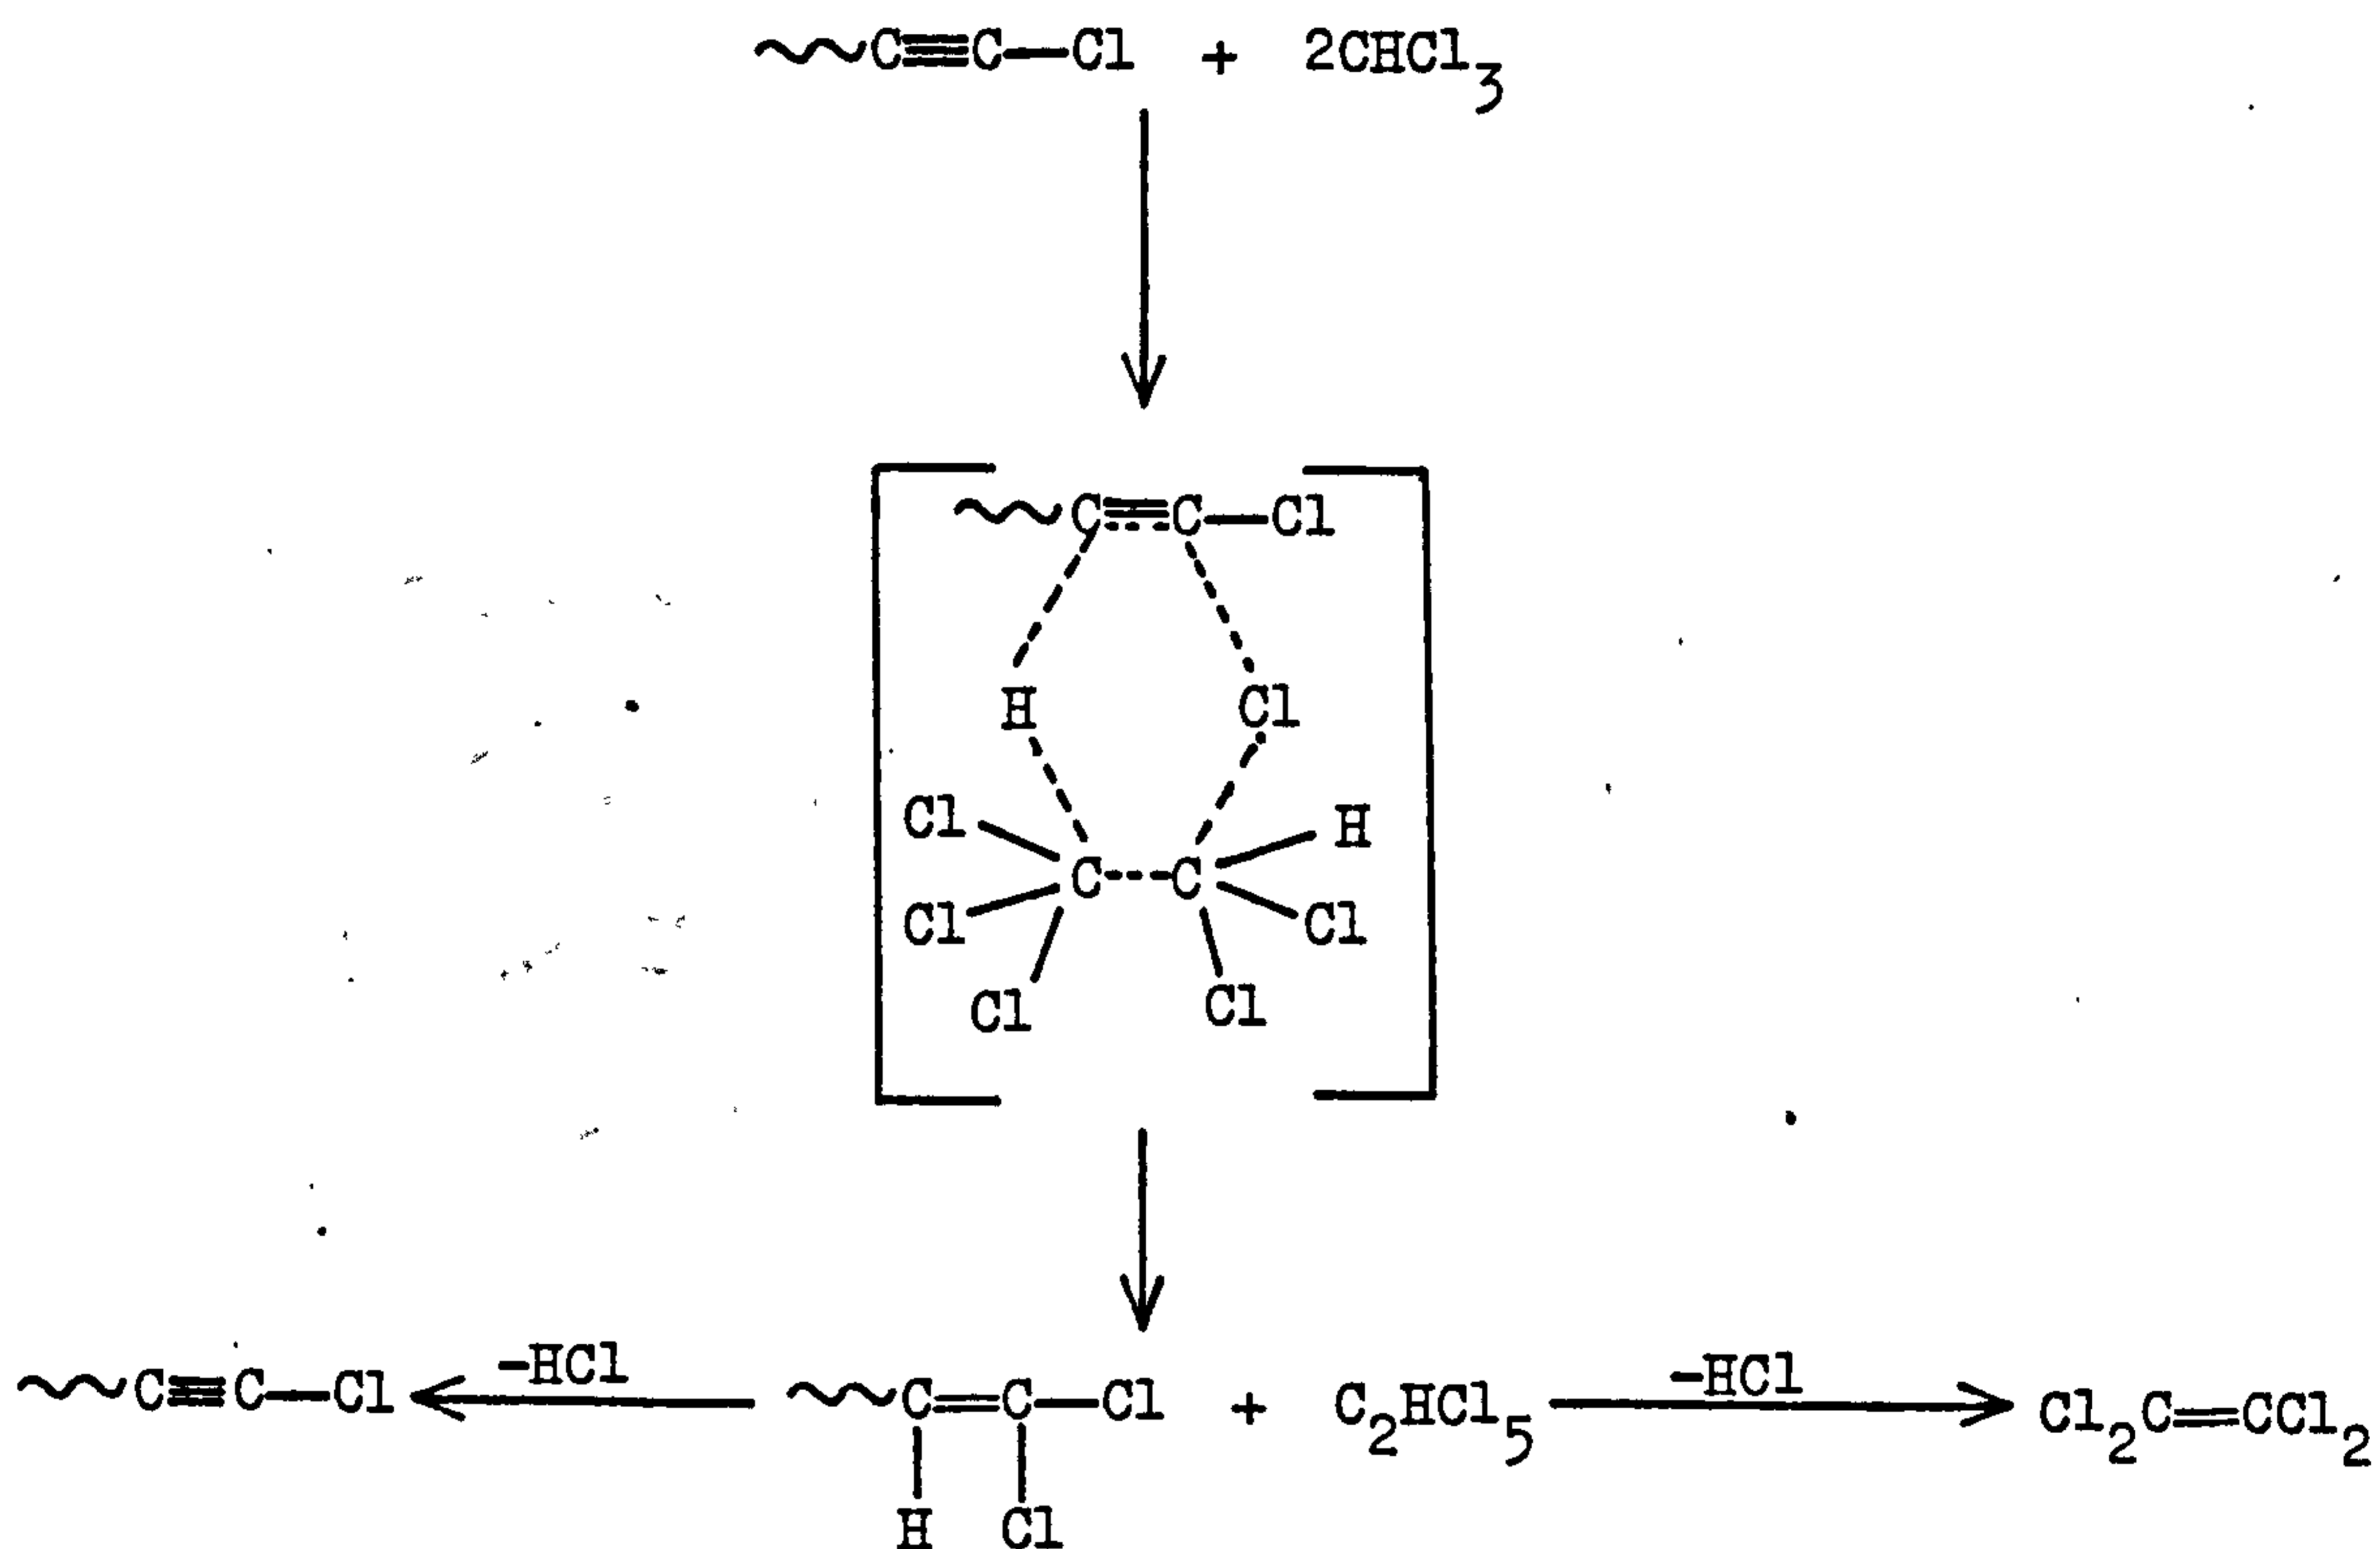 C≡C—Cl + 2CHCl₃
C≡C—Cl
H Cl
Cl H
C---C
Cl Cl
Cl Cl
-HCl -HCl
C≡C—Cl C=C—Cl + C₂HCl₅ Cl₂C=CCl₂
H Cl